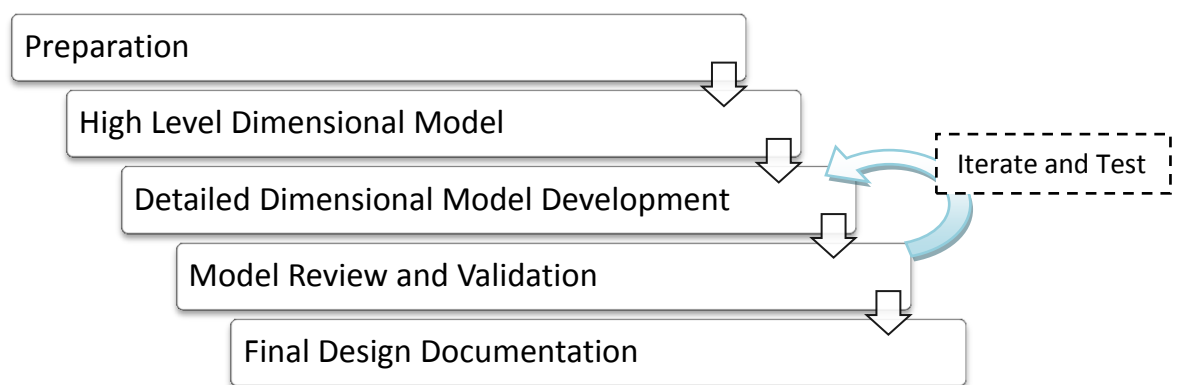 Preparation
High Level Dimensional Model
Iterate and Test
Detailed Dimensional Model Development
Model Review and Validation
Final Design Documentation